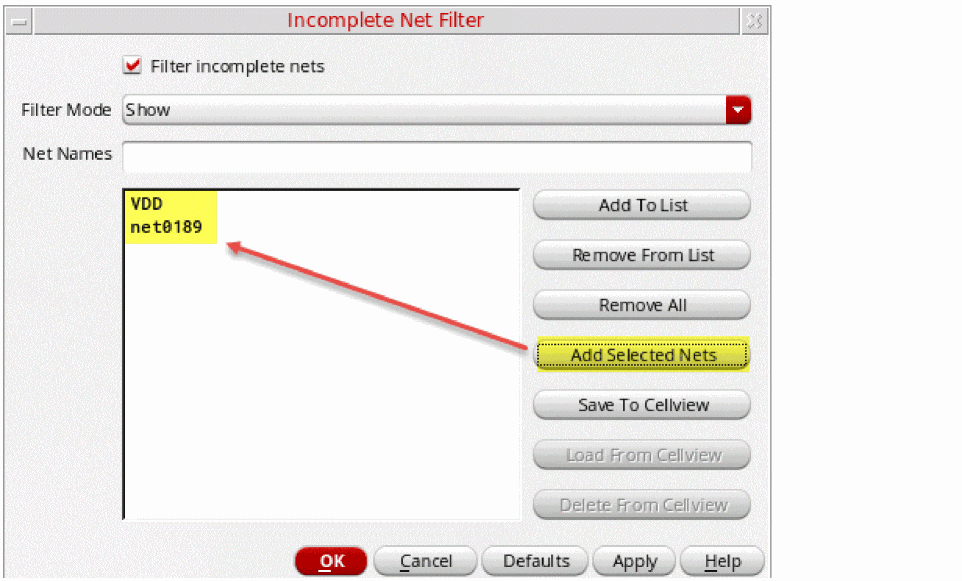 Incomplete Net Filter
Filter incomplete nets
Filter Mode Show
Net Names
VDD
net0189
Add To List
Remove From List
Remove All
Add Selected Nets
Save To Cellview
Load From Cellview
Delete From Cellview
OK Cancel Defaults Apply Help